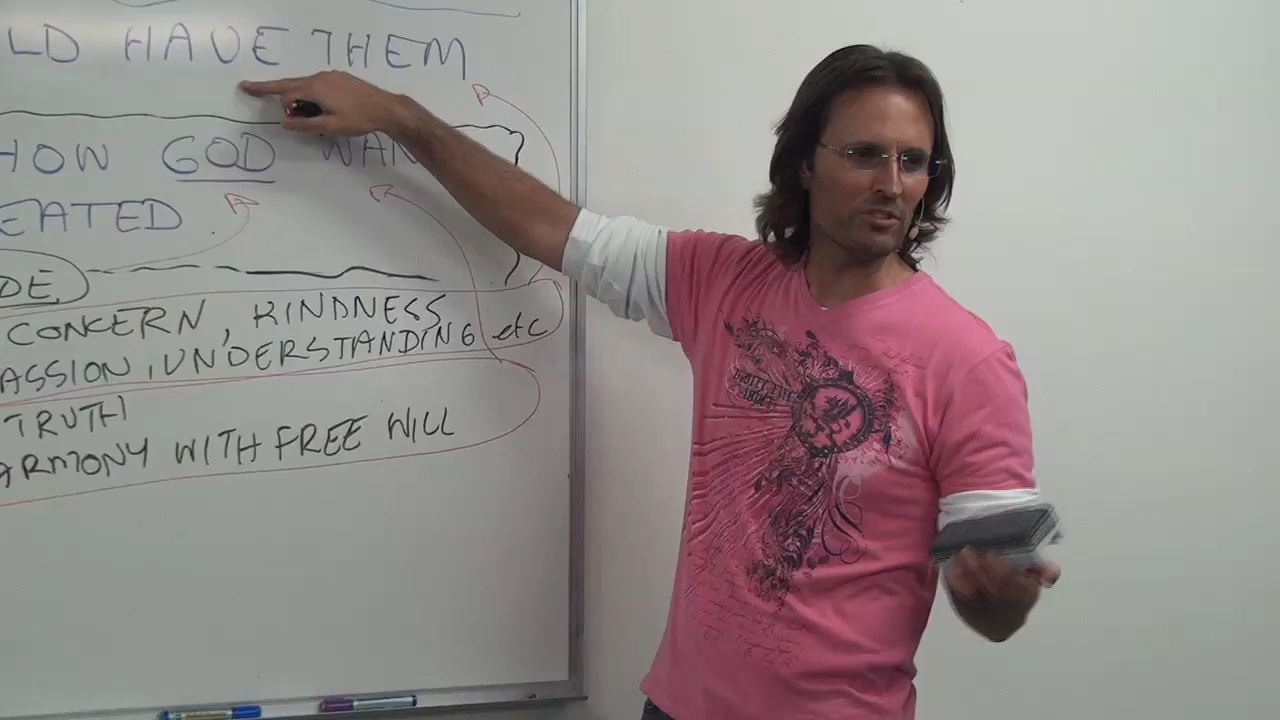 LD HAVE THEM
HOW GOD WAN
EATED
DE
CONCERN, KINDNESS
ASSION, UNDERSTANDING etc
TRUTH
ARMONY WITH FREE WILL